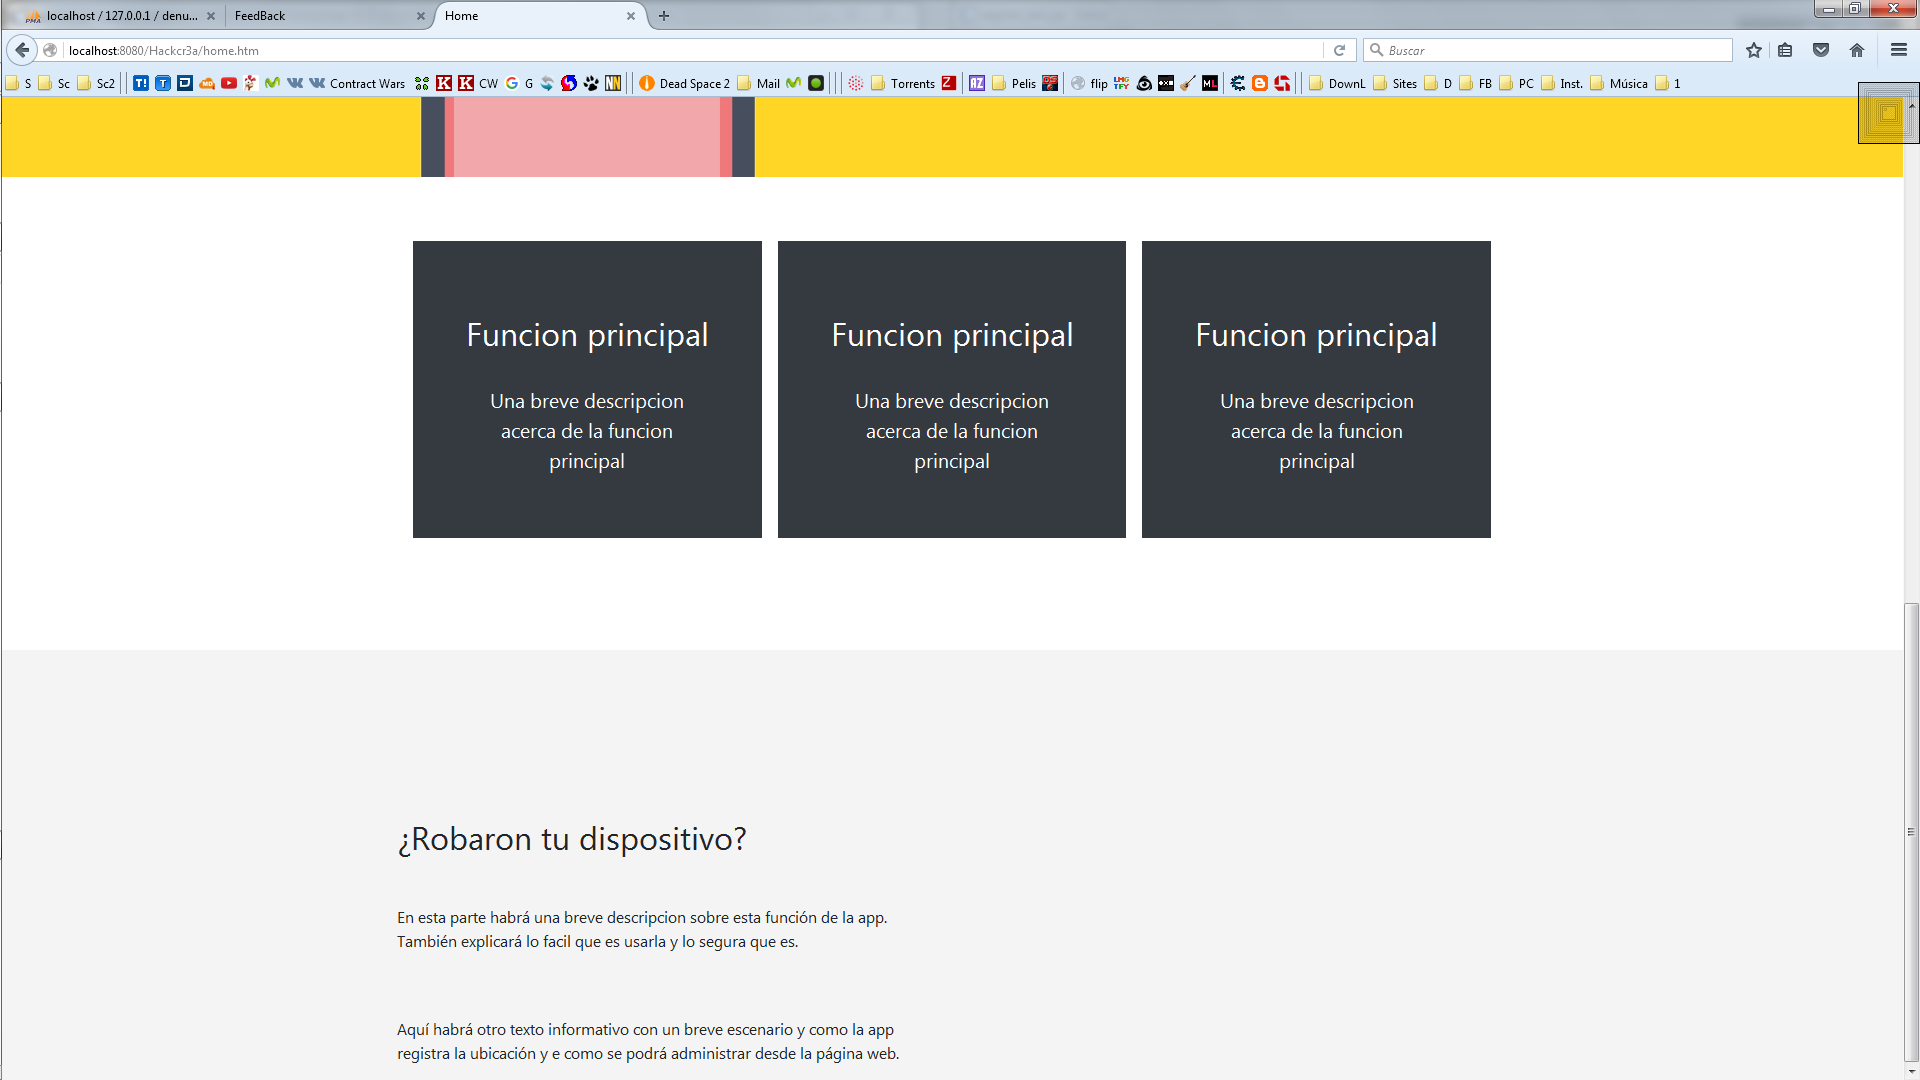 localhost / 127.0.0.1 / denu...
FeedBack
Home
localhost:8080/Hackcr3a/home.htm
Buscar
S Sc Sc2 T! T Contract Wars K K CW G G NN Dead Space 2 Mail Torrents Z AZ Pelis flip LMG TFY ML DownL Sites D FB PC Inst. Música 1
Funcion principal
Una breve descripcion
acerca de la funcion
principal
Funcion principal
Una breve descripcion
acerca de la funcion
principal
Funcion principal
Una breve descripcion
acerca de la funcion
principal
¿Robaron tu dispositivo?
En esta parte habrá una breve descripcion sobre esta función de la app.
También explicará lo facil que es usarla y lo segura que es.
Aquí habrá otro texto informativo con un breve escenario y como la app
registra la ubicación y e como se podrá administrar desde la página web.